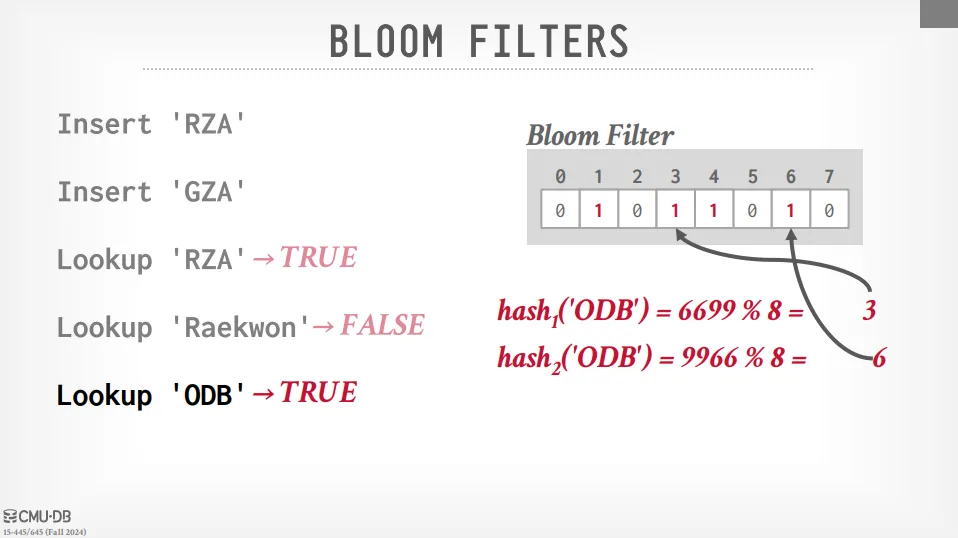 BLOOM FILTERS
Insert 'RZA'
Insert 'GZA'
Lookup 'RZA' → TRUE
Lookup 'Raekwon' → FALSE
Lookup 'ODB' → TRUE
Bloom Filter
0 1 2 3 4 5 6 7
0 1 0 1 1 0 1 0
hash₁('ODB') = 6699 % 8 = 3
hash₂('ODB') = 9966 % 8 = 6
CMU·DB
15-445/645 (Fall 2024)